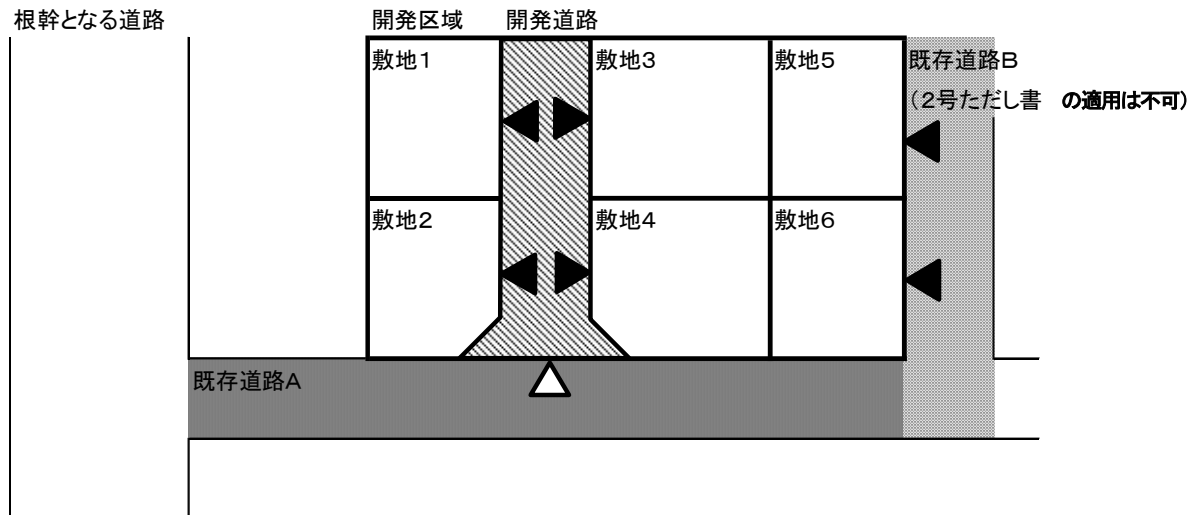 根幹となる道路
開発区域
開発道路
敷地1
敷地3
敷地5
既存道路B
(2号ただし書　の適用は不可)
敷地2
敷地4
敷地6
既存道路A